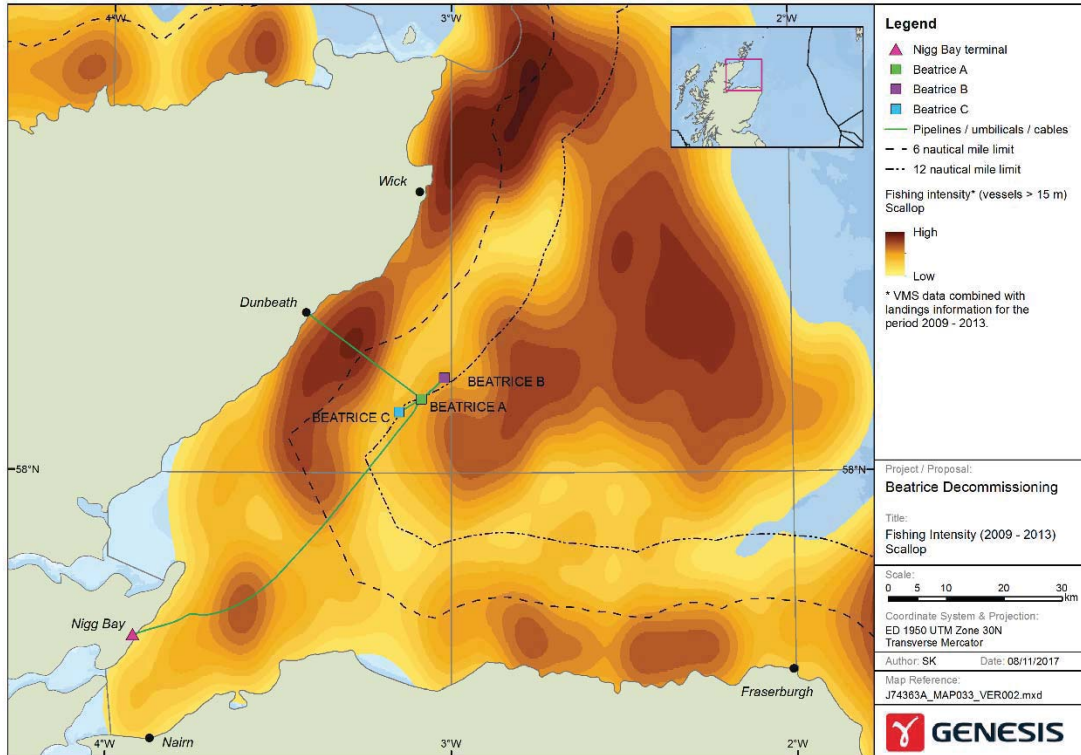 4°W
3°W
2°W
Wick
Dunbeath
BEATRICE B
BEATRICE A
BEATRICE C
58°N
58°N
Nigg Bay
Fraserburgh
Nairn
4°W
3°W
2°W
Legend
Nigg Bay terminal
Beatrice A
Beatrice B
Beatrice C
Pipelines / umbilicals / cables
6 nautical mile limit
12 nautical mile limit
Fishing intensity* (vessels > 15 m)
Scallop
High
Low
* VMS data combined with
landings information for the
period 2009 - 2013.
Project / Proposal:
Beatrice Decommissioning
Title:
Fishing Intensity (2009 - 2013)
Scallop
Scale:
0 5 10 20 30
km
Coordinate System & Projection:
ED 1950 UTM Zone 30N
Transverse Mercator
Author: SK Date: 08/11/2017
Map Reference:
J74363A_MAP033_VER002.mxd
GENESIS